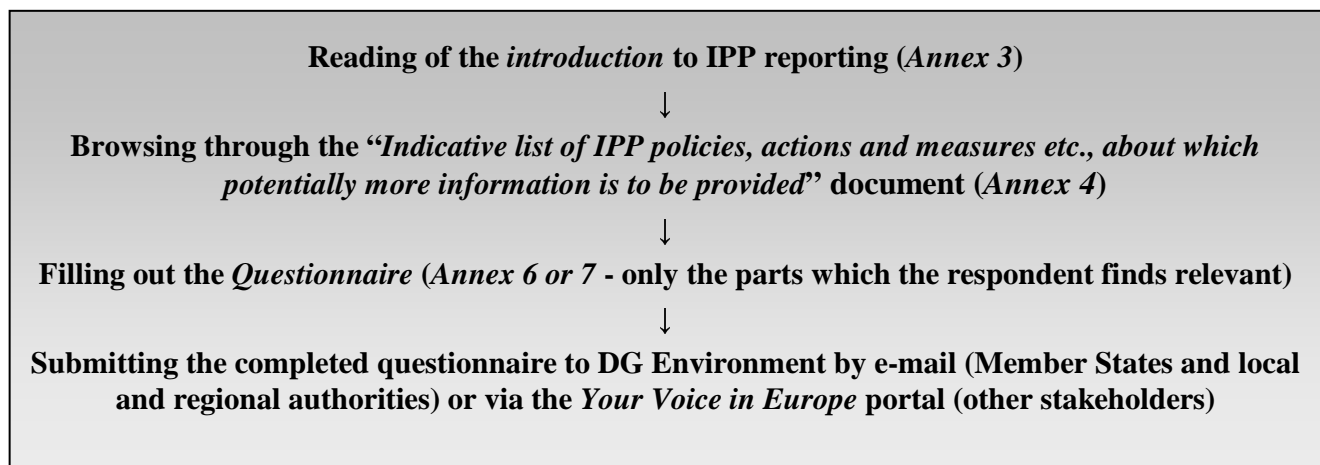 Reading of the introduction to IPP reporting (Annex 3)
↓
Browsing through the “Indicative list of IPP policies, actions and measures etc., about which
potentially more information is to be provided” document (Annex 4)
↓
Filling out the Questionnaire (Annex 6 or 7 - only the parts which the respondent finds relevant)
↓
Submitting the completed questionnaire to DG Environment by e-mail (Member States and local
and regional authorities) or via the Your Voice in Europe portal (other stakeholders)